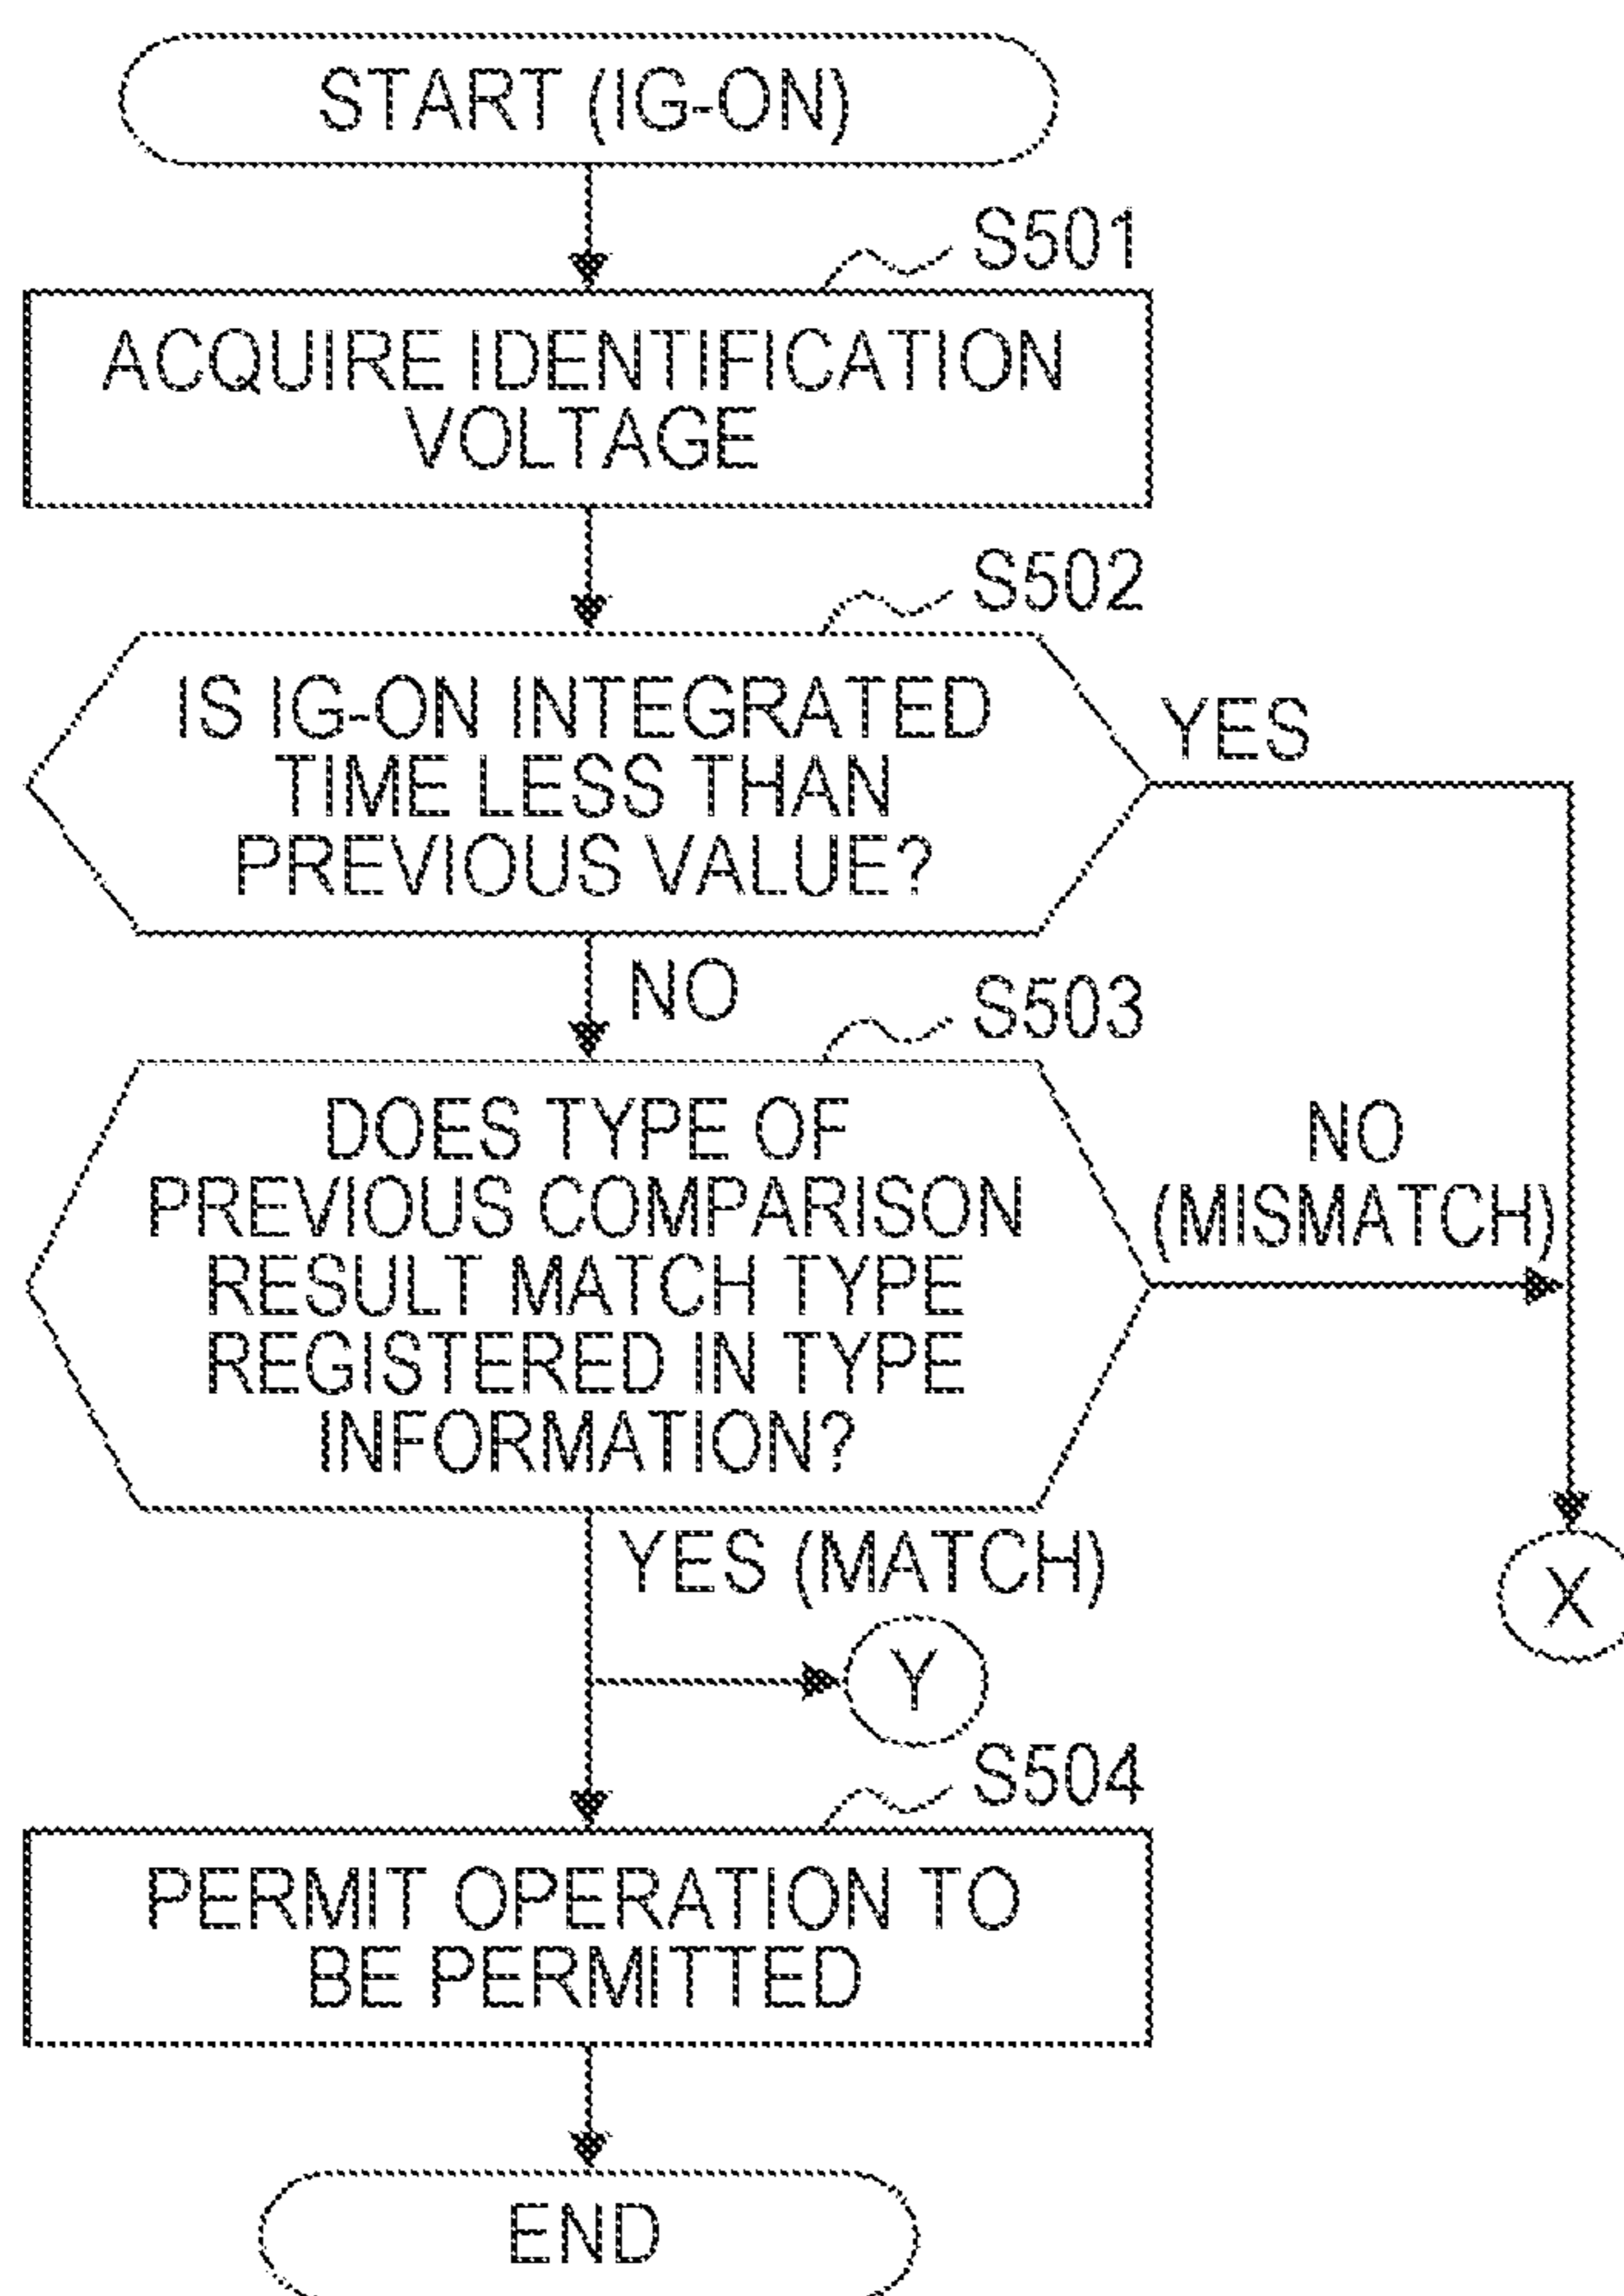 START (IG-ON)
S501
ACQUIRE IDENTIFICATION
VOLTAGE
S502
IS IG-ON INTEGRATED
TIME LESS THAN
PREVIOUS VALUE?
YES
NO
S503
DOES TYPE OF
PREVIOUS COMPARISON
RESULT MATCH TYPE
REGISTERED IN TYPE
INFORMATION?
NO
(MISMATCH)
YES (MATCH)
X
Y
S504
PERMIT OPERATION TO
BE PERMITTED
END